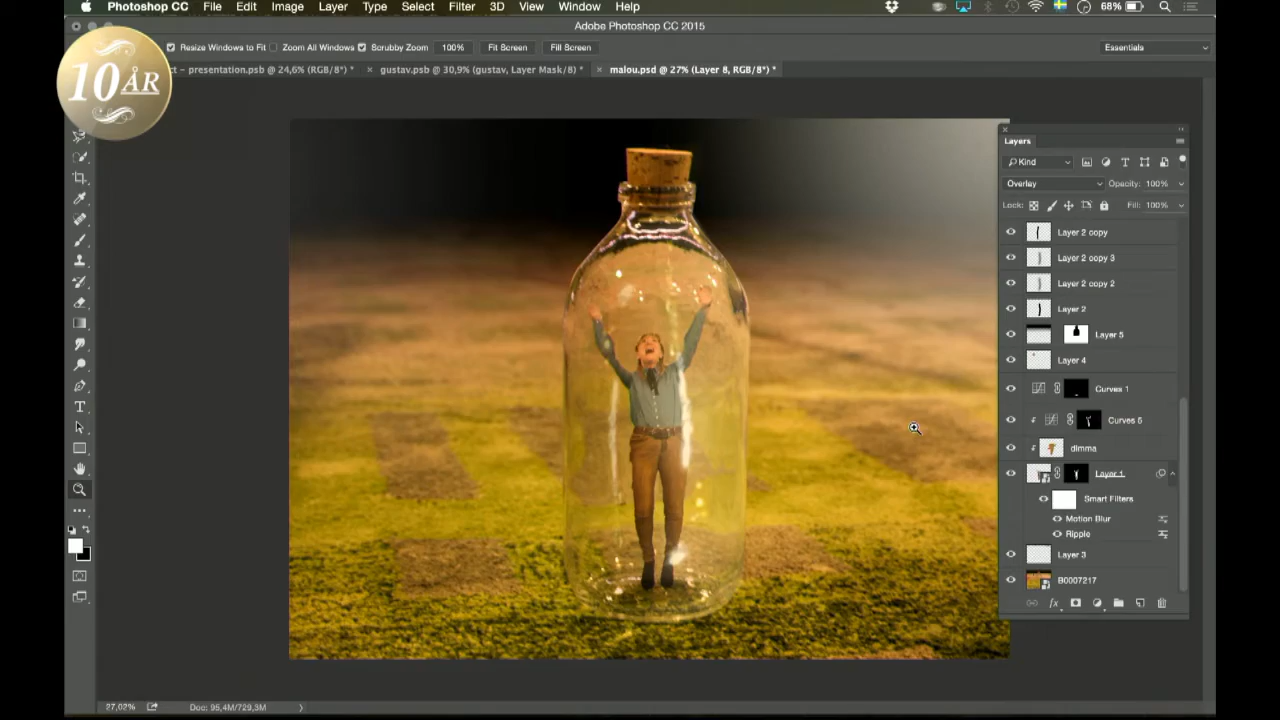 Photoshop CC File Edit Image Layer Type Select Filter 3D View Window Help 68%
Adobe Photoshop CC 2015
Resize Windows to Fit Zoom All Windows Scrubby Zoom 100% Fit Screen Fill Screen Essentials
presentation.psb @ 24,6% (RGB/8*) * gustav.psb @ 30,9% (gustav, Layer Mask/8) * malou.psd @ 27% (Layer 8, RGB/8*) *
10 ÅR
Layers
Kind
Overlay Opacity: 100%
Lock: Fill: 100%
Layer 2 copy
Layer 2 copy 3
Layer 2 copy 2
Layer 2
Layer 5
Layer 4
Curves 1
Curves 5
dimma
Layer 1
Smart Filters
Motion Blur
Ripple
Layer 3
B0007217
fx
27,02% Doc: 95,4M/729,3M